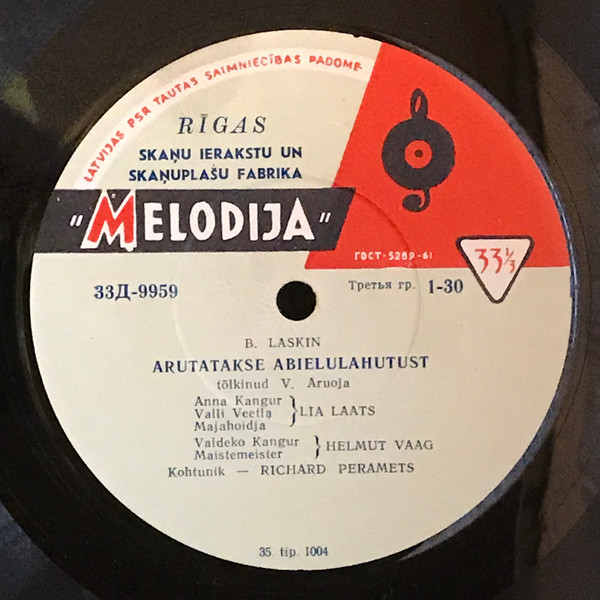 LATVIJAS PSR TAUTAS SAIMNIECĪBAS PADOME
RĪGAS
SKAŅU IERAKSTU UN
SKAŅUPLAŠU FABRIKA
"MELODIJA"
ГОСТ-5289-61
33⅓
33Д-9959
Третья гр. 1-30
B. LASKIN
ARUTATAKSE ABIELULAHUTUST
tõlkinud V. Aruoja
Anna Kangur
Valli Veetla
Majahoidja
} LIA LAATS
Valdeko Kangur
Maistemeister
} HELMUT VAAG
Kohtunik — RICHARD PERAMETS
35. tip. 1004